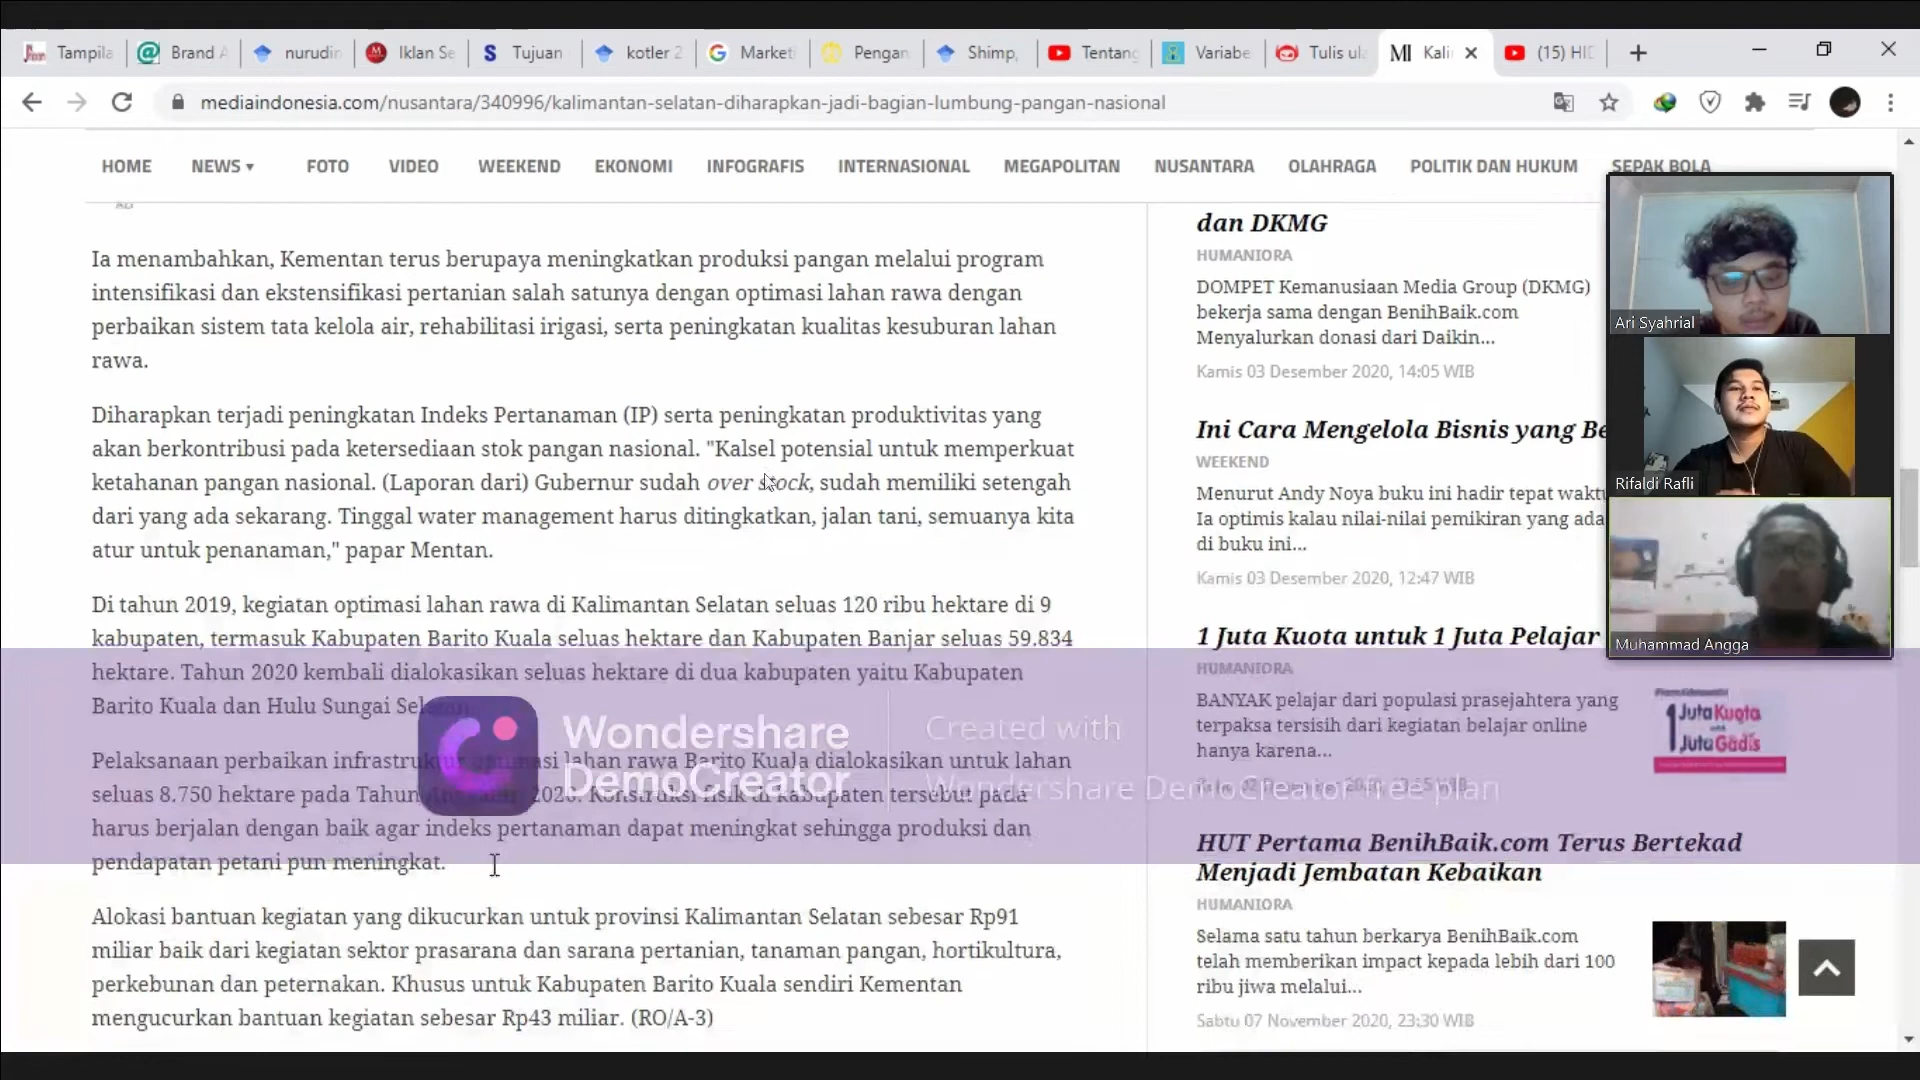 Tampila
Brand A
nurudin
Iklan Se
Tujuan
kotler 2
Marketi
Pengan
Shimp,
Tentang
Variabe
Tulis ula
MI Kali
(15) HI
mediaindonesia.com/nusantara/340996/kalimantan-selatan-diharapkan-jadi-bagian-lumbung-pangan-nasional
HOME NEWS FOTO VIDEO WEEKEND EKONOMI INFOGRAFIS INTERNASIONAL MEGAPOLITAN NUSANTARA OLAHRAGA POLITIK DAN HUKUM SEPAK BOLA
Ia menambahkan, Kementan terus berupaya meningkatkan produksi pangan melalui program
intensifikasi dan ekstensifikasi pertanian salah satunya dengan optimasi lahan rawa dengan
perbaikan sistem tata kelola air, rehabilitasi irigasi, serta peningkatan kualitas kesuburan lahan
rawa.
Diharapkan terjadi peningkatan Indeks Pertanaman (IP) serta peningkatan produktivitas yang
akan berkontribusi pada ketersediaan stok pangan nasional. "Kalsel potensial untuk memperkuat
ketahanan pangan nasional. (Laporan dari) Gubernur sudah over stock, sudah memiliki setengah
dari yang ada sekarang. Tinggal water management harus ditingkatkan, jalan tani, semuanya kita
atur untuk penanaman," papar Mentan.
Di tahun 2019, kegiatan optimasi lahan rawa di Kalimantan Selatan seluas 120 ribu hektare di 9
kabupaten, termasuk Kabupaten Barito Kuala seluas hektare dan Kabupaten Banjar seluas 59.834
hektare. Tahun 2020 kembali dialokasikan seluas hektare di dua kabupaten yaitu Kabupaten
Barito Kuala dan Hulu Sungai Selatan.
Pelaksanaan perbaikan infrastruktur optimasi lahan rawa Barito Kuala dialokasikan untuk lahan
seluas 8.750 hektare pada Tahun 2020. Konstruksi fisik di kabupaten tersebut pada
harus berjalan dengan baik agar indeks pertanaman dapat meningkat sehingga produksi dan
pendapatan petani pun meningkat.
Alokasi bantuan kegiatan yang dikucurkan untuk provinsi Kalimantan Selatan sebesar Rp91
miliar baik dari kegiatan sektor prasarana dan sarana pertanian, tanaman pangan, hortikultura,
perkebunan dan peternakan. Khusus untuk Kabupaten Barito Kuala sendiri Kementan
mengucurkan bantuan kegiatan sebesar Rp43 miliar. (RO/A-3)
dan DKMG
HUMANIORA
DOMPET Kemanusiaan Media Group (DKMG)
bekerja sama dengan BenihBaik.com
Menyalurkan donasi dari Daikin...
Kamis 03 Desember 2020, 14:05 WIB
Ini Cara Mengelola Bisnis yang Be
WEEKEND
Menurut Andy Noya buku ini hadir tepat waktu
Ia optimis kalau nilai-nilai pemikiran yang ada
di buku ini...
Kamis 03 Desember 2020, 12:47 WIB
1 Juta Kuota untuk 1 Juta Pelajar
HUMANIORA
BANYAK pelajar dari populasi prasejahtera yang
terpaksa tersisih dari kegiatan belajar online
hanya karena...
1 Juta Kuota
Juta Gadis
HUT Pertama BenihBaik.com Terus Bertekad
Menjadi Jembatan Kebaikan
HUMANIORA
Selama satu tahun berkarya BenihBaik.com
telah memberikan impact kepada lebih dari 100
ribu jiwa melalui...
Sabtu 07 November 2020, 23:30 WIB
Ari Syahrial
Rifaldi Rafli
Muhammad Angga
Wondershare
DemoCreator
Created with
Wondershare DemoCreator free plan